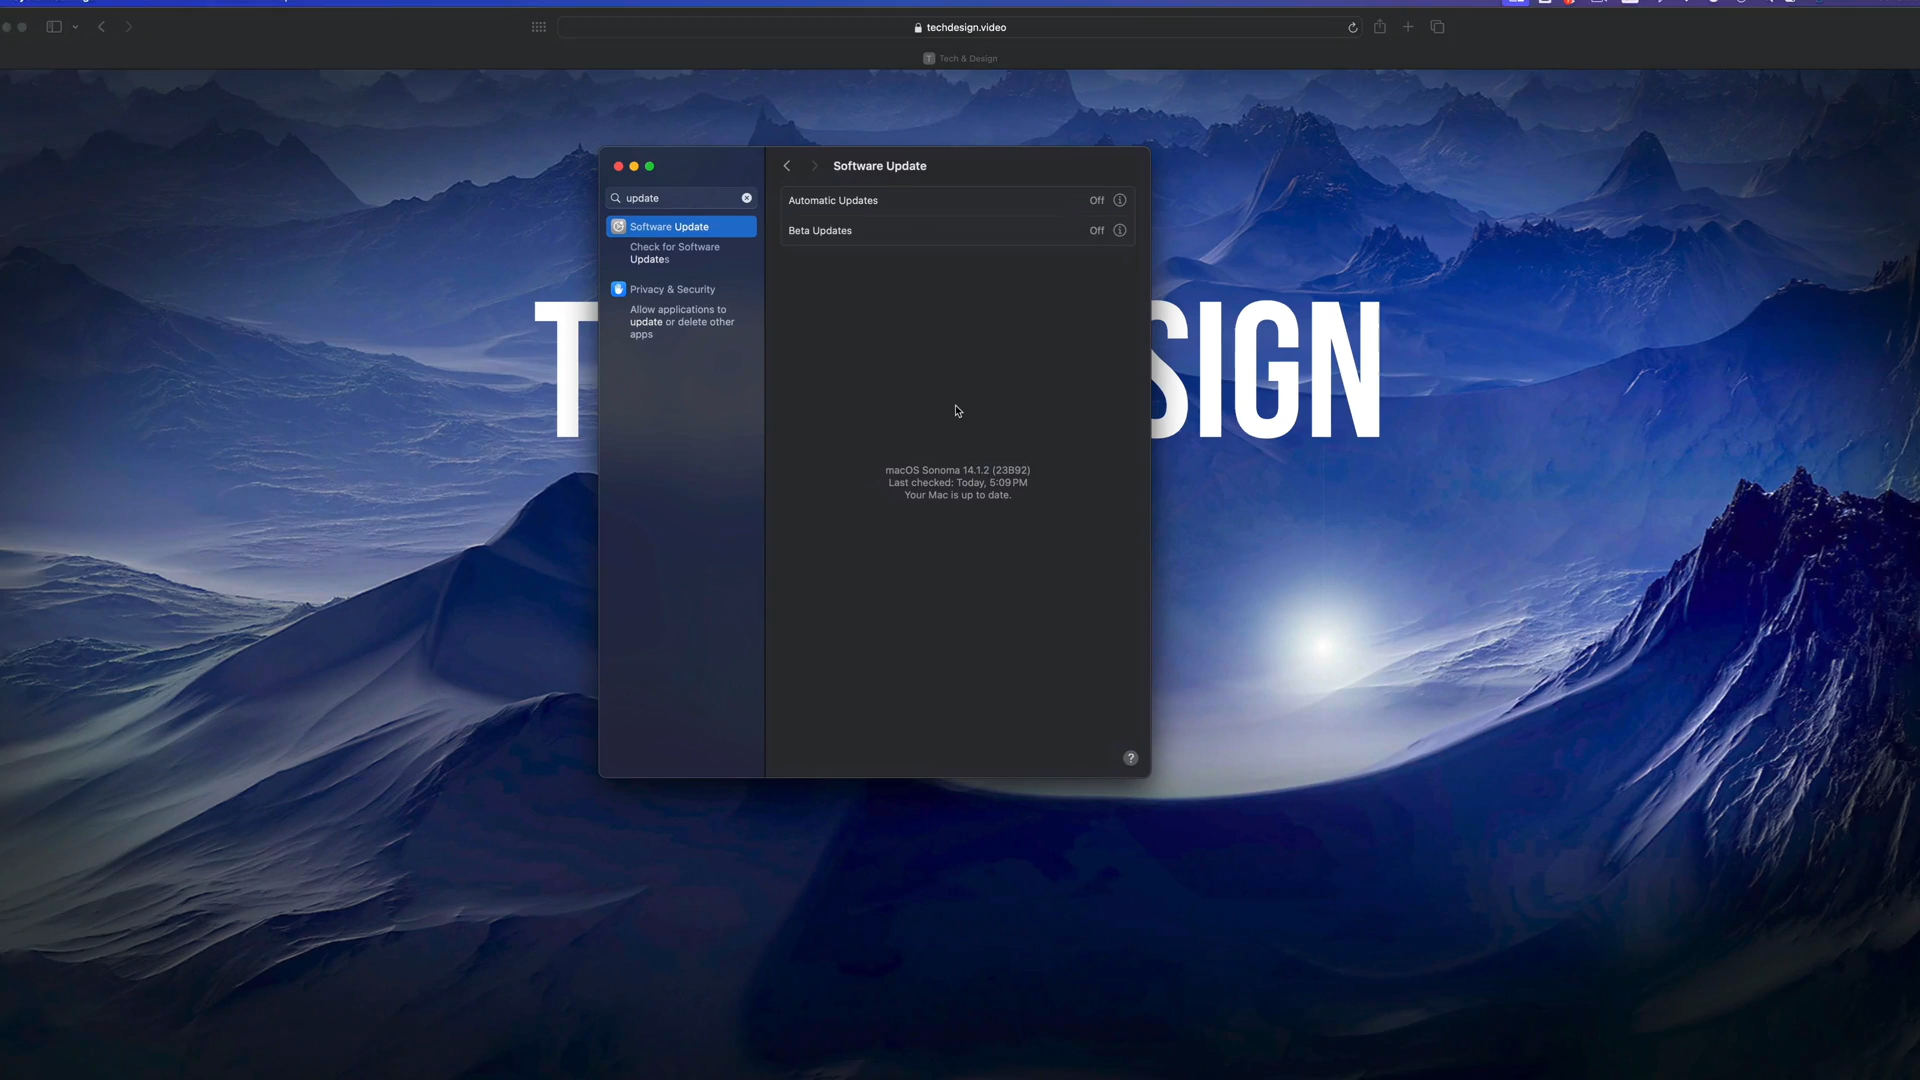 techdesign.video
T Tech & Design
Software Update
update
Automatic Updates Off
Software Update
Check for Software
Updates
Beta Updates Off
Privacy & Security
Allow applications to
update or delete other
apps
T SIGN
macOS Sonoma 14.1.2 (23B92)
Last checked: Today, 5:09 PM
Your Mac is up to date.
?